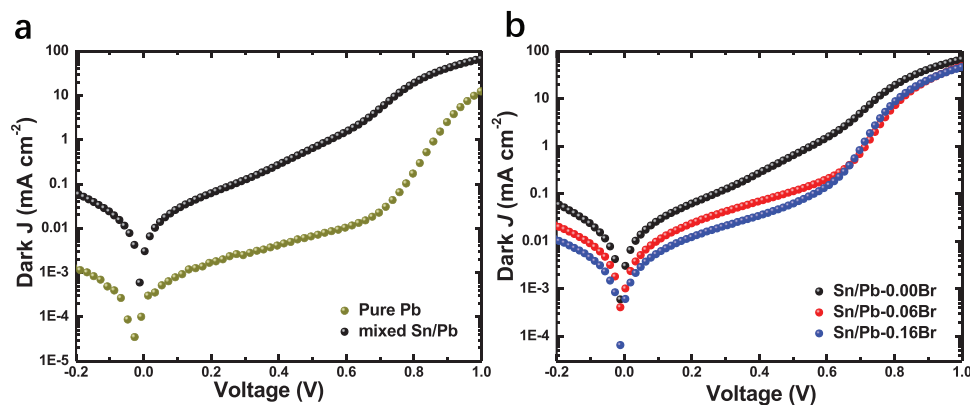 a
100
10
1
0.1
0.01
1E-3
1E-4
1E-5
Dark J (mA cm⁻²)
-0.2 0.0 0.2 0.4 0.6 0.8 1.0
Voltage (V)
Pure Pb
mixed Sn/Pb
b
100
10
1
0.1
0.01
1E-3
1E-4
Dark J (mA cm⁻²)
-0.2 0.0 0.2 0.4 0.6 0.8 1.0
Voltage (V)
Sn/Pb-0.00Br
Sn/Pb-0.06Br
Sn/Pb-0.16Br